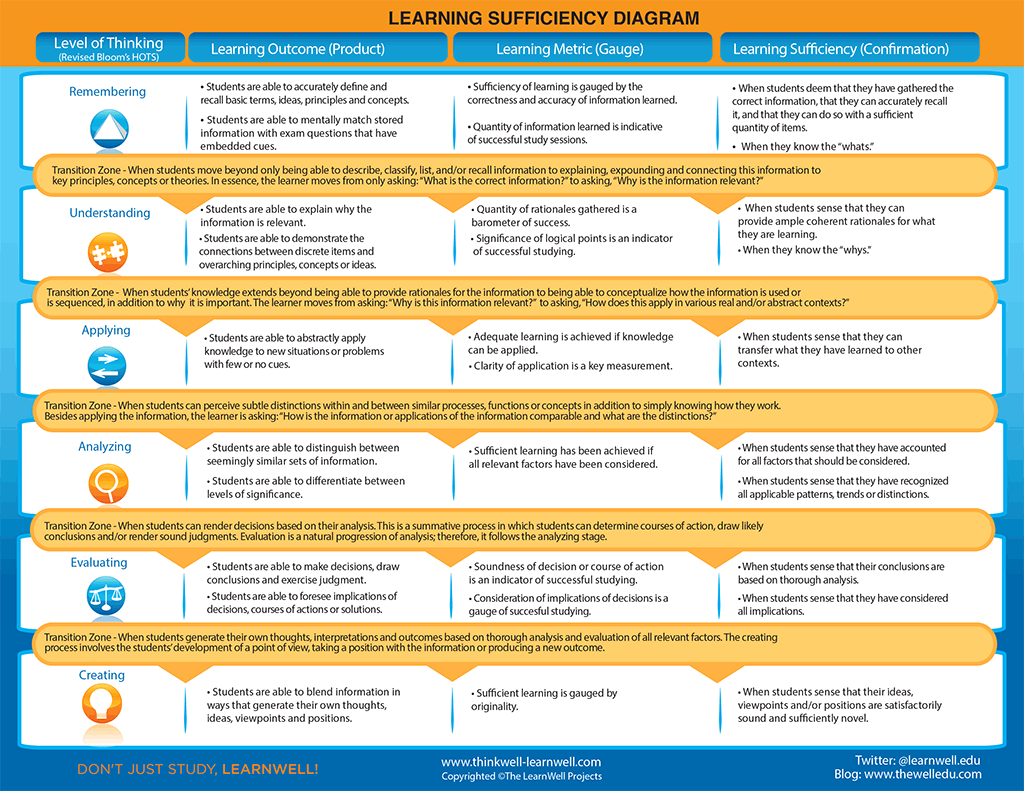 LEARNING SUFFICIENCY DIAGRAM
Level of Thinking
(Revised Bloom's HOTS)
Learning Outcome (Product)
Learning Metric (Gauge)
Learning Sufficiency (Confirmation)
Remembering
• Students are able to accurately define and
recall basic terms, ideas, principles and concepts.
• Students are able to mentally match stored
information with exam questions that have
embedded cues.
• Sufficiency of learning is gauged by the
correctness and accuracy of information learned.
• Quantity of information learned is indicative
of successful study sessions.
• When students deem that they have gathered the
correct information, that they can accurately recall
it, and that they can do so with a sufficient
quantity of items.
• When they know the "whats."
Transition Zone - When students move beyond only being able to describe, classify, list, and/or recall information to explaining, expounding and connecting this information to
key principles, concepts or theories. In essence, the learner moves from only asking: "What is the correct information?" to asking, "Why is the information relevant?"
Understanding
• Students are able to explain why the
information is relevant.
• Students are able to demonstrate the
connections between discrete items and
overarching principles, concepts or ideas.
• Quantity of rationales gathered is a
barometer of success.
• Significance of logical points is an indicator
of successful studying.
• When students sense that they can
provide ample coherent rationales for what
they are learning.
• When they know the "whys."
Transition Zone - When students' knowledge extends beyond being able to provide rationales for the information to being able to conceptualize how the information is used or
is sequenced, in addition to why it is important. The learner moves from asking: "Why is this information relevant?" to asking, "How does this apply in various real and/or abstract contexts?"
Applying
• Students are able to abstractly apply
knowledge to new situations or problems
with few or no cues.
• Adequate learning is achieved if knowledge
can be applied.
• Clarity of application is a key measurement.
• When students sense that they can
transfer what they have learned to other
contexts.
Transition Zone - When students can perceive subtle distinctions within and between similar processes, functions or concepts in addition to simply knowing how they work.
Besides applying the information, the learner is asking: "How is the information or applications of the information comparable and what are the distinctions?"
Analyzing
• Students are able to distinguish between
seemingly similar sets of information.
• Students are able to differentiate between
levels of significance.
• Sufficient learning has been achieved if
all relevant factors have been considered.
• When students sense that they have accounted
for all factors that should be considered.
• When students sense that they have recognized
all applicable patterns, trends or distinctions.
Transition Zone - When students can render decisions based on their analysis. This is a summative process in which students can determine courses of action, draw likely
conclusions and/or render sound judgments. Evaluation is a natural progression of analysis; therefore, it follows the analyzing stage.
Evaluating
• Students are able to make decisions, draw
conclusions and exercise judgment.
• Students are able to foresee implications of
decisions, courses of actions or solutions.
• Soundness of decision or course of action
is an indicator of successful studying.
• Consideration of implications of decisions is a
gauge of succesful studying.
• When students sense that their conclusions are
based on thorough analysis.
• When students sense that they have considered
all implications.
Transition Zone - When students generate their own thoughts, interpretations and outcomes based on thorough analysis and evaluation of all relevant factors. The creating
process involves the students' development of a point of view, taking a position with the information or producing a new outcome.
Creating
• Students are able to blend information in
ways that generate their own thoughts,
ideas, viewpoints and positions.
• Sufficient learning is gauged by
originality.
• When students sense that their ideas,
viewpoints and/or positions are satisfactorily
sound and sufficiently novel.
DON'T JUST STUDY, LEARNWELL!
www.thinkwell-learnwell.com
Copyrighted ©The LearnWell Projects
Twitter: @learnwell.edu
Blog: www.thewelledu.com